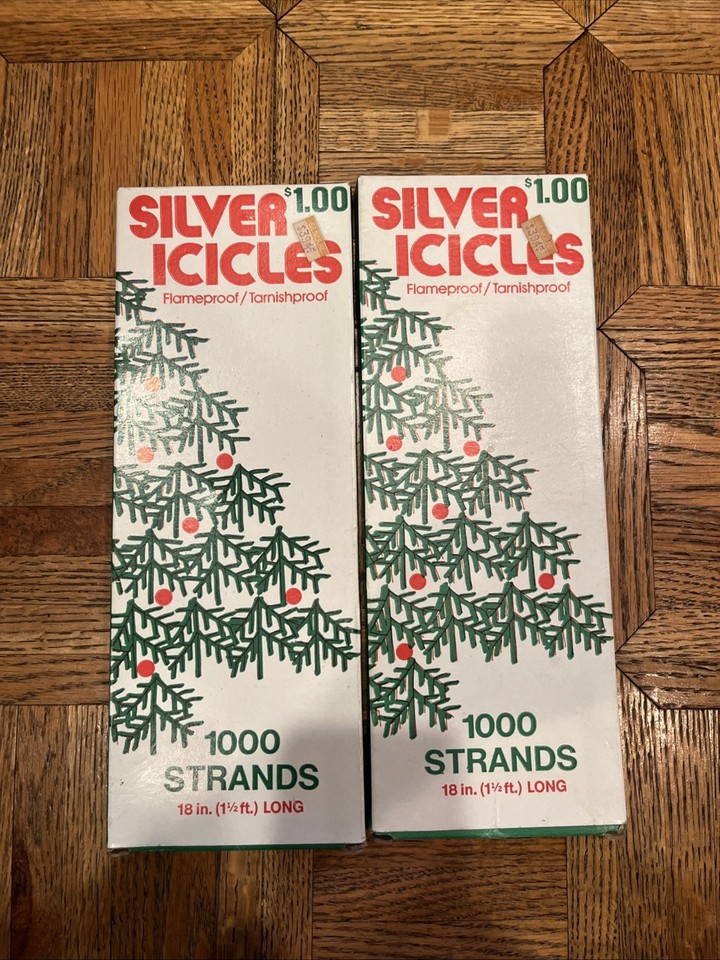 $1.00
SILVER
ICICLES
Flameproof/Tarnishproof
1000
STRANDS
18 in. (1½ ft.) LONG
$1.00
SILVER
ICICLES
Flameproof/Tarnishproof
1000
STRANDS
18 in. (1½ ft.) LONG